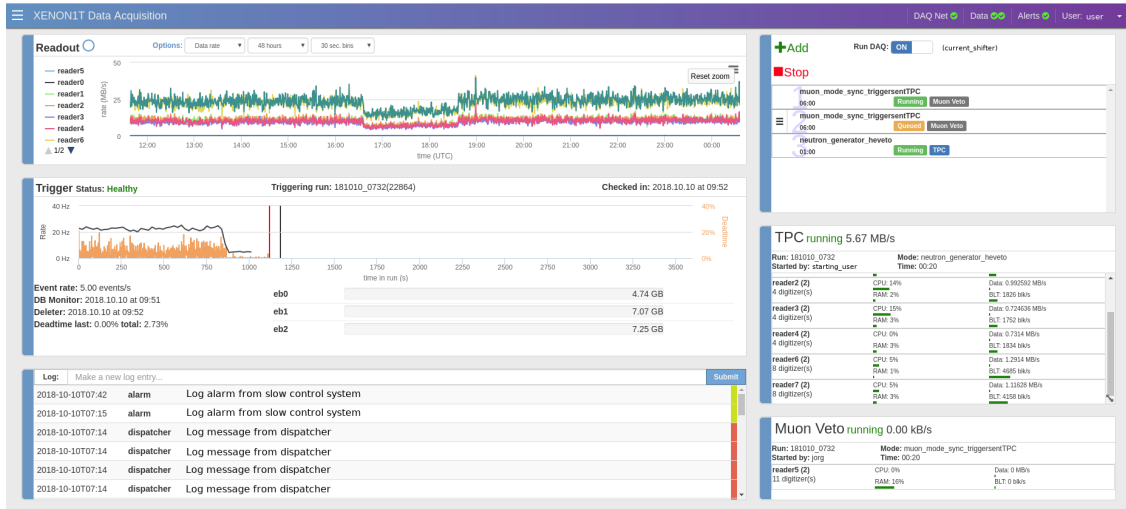 XENON1T Data Acquisition
DAQ Net Data Alerts User: user
Readout Options: Data rate 48 hours 30 sec. bins
Reset zoom
reader5
reader0
reader1
reader2
reader3
reader4
reader6
1/2
rate (MB/s)
50
25
0
12:00 13:00 14:00 15:00 16:00 17:00 18:00 19:00 20:00 21:00 22:00 23:00 00:00
time (UTC)
Trigger Status: Healthy Triggering run: 181010_0732(22864) Checked in: 2018.10.10 at 09:52
40 Hz 40%
Rate 20 Hz 20% Deadtime
0 Hz 0%
0 250 500 750 1000 1250 1500 1750 2000 2250 2500 2750 3000 3250 3500
time in run (s)
Event rate: 5.00 events/s
DB Monitor: 2018.10.10 at 09:51
Deleter: 2018.10.10 at 09:52
Deadtime last: 0.00% total: 2.73%
eb0 4.74 GB
eb1 7.07 GB
eb2 7.25 GB
Log: Make a new log entry... Submit
2018-10-10T07:42 alarm Log alarm from slow control system
2018-10-10T07:15 alarm Log alarm from slow control system
2018-10-10T07:14 dispatcher Log message from dispatcher
2018-10-10T07:14 dispatcher Log message from dispatcher
2018-10-10T07:14 dispatcher Log message from dispatcher
2018-10-10T07:14 dispatcher Log message from dispatcher
Add Run DAQ: ON (current_shifter)
Stop
1
muon_mode_sync_triggersentTPC
06:00 Running Muon Veto
2
muon_mode_sync_triggersentTPC
06:00 Queued Muon Veto
3
neutron_generator_heveto
01:00 Running TPC
TPC running 5.67 MB/s
Run: 181010_0732 Mode: neutron_generator_heveto
Started by: starting_user Time: 00:20
reader2 (2) CPU: 14% Data: 0.992592 MB/s
4 digitizer(s) RAM: 2% BLT: 1826 blk/s
reader3 (2) CPU: 15% Data: 0.724636 MB/s
4 digitizer(s) RAM: 3% BLT: 1752 blk/s
reader4 (2) CPU: 0% Data: 0.7314 MB/s
4 digitizer(s) RAM: 3% BLT: 1834 blk/s
reader6 (2) CPU: 5% Data: 1.2914 MB/s
8 digitizer(s) RAM: 1% BLT: 4685 blk/s
reader7 (2) CPU: 5% Data: 1.11628 MB/s
8 digitizer(s) RAM: 3% BLT: 4158 blk/s
Muon Veto running 0.00 kB/s
Run: 181010_0732 Mode: muon_mode_sync_triggersentTPC
Started by: jorg Time: 00:20
reader5 (2) CPU: 0% Data: 0 MB/s
11 digitizer(s) RAM: 16% BLT: 0 blk/s